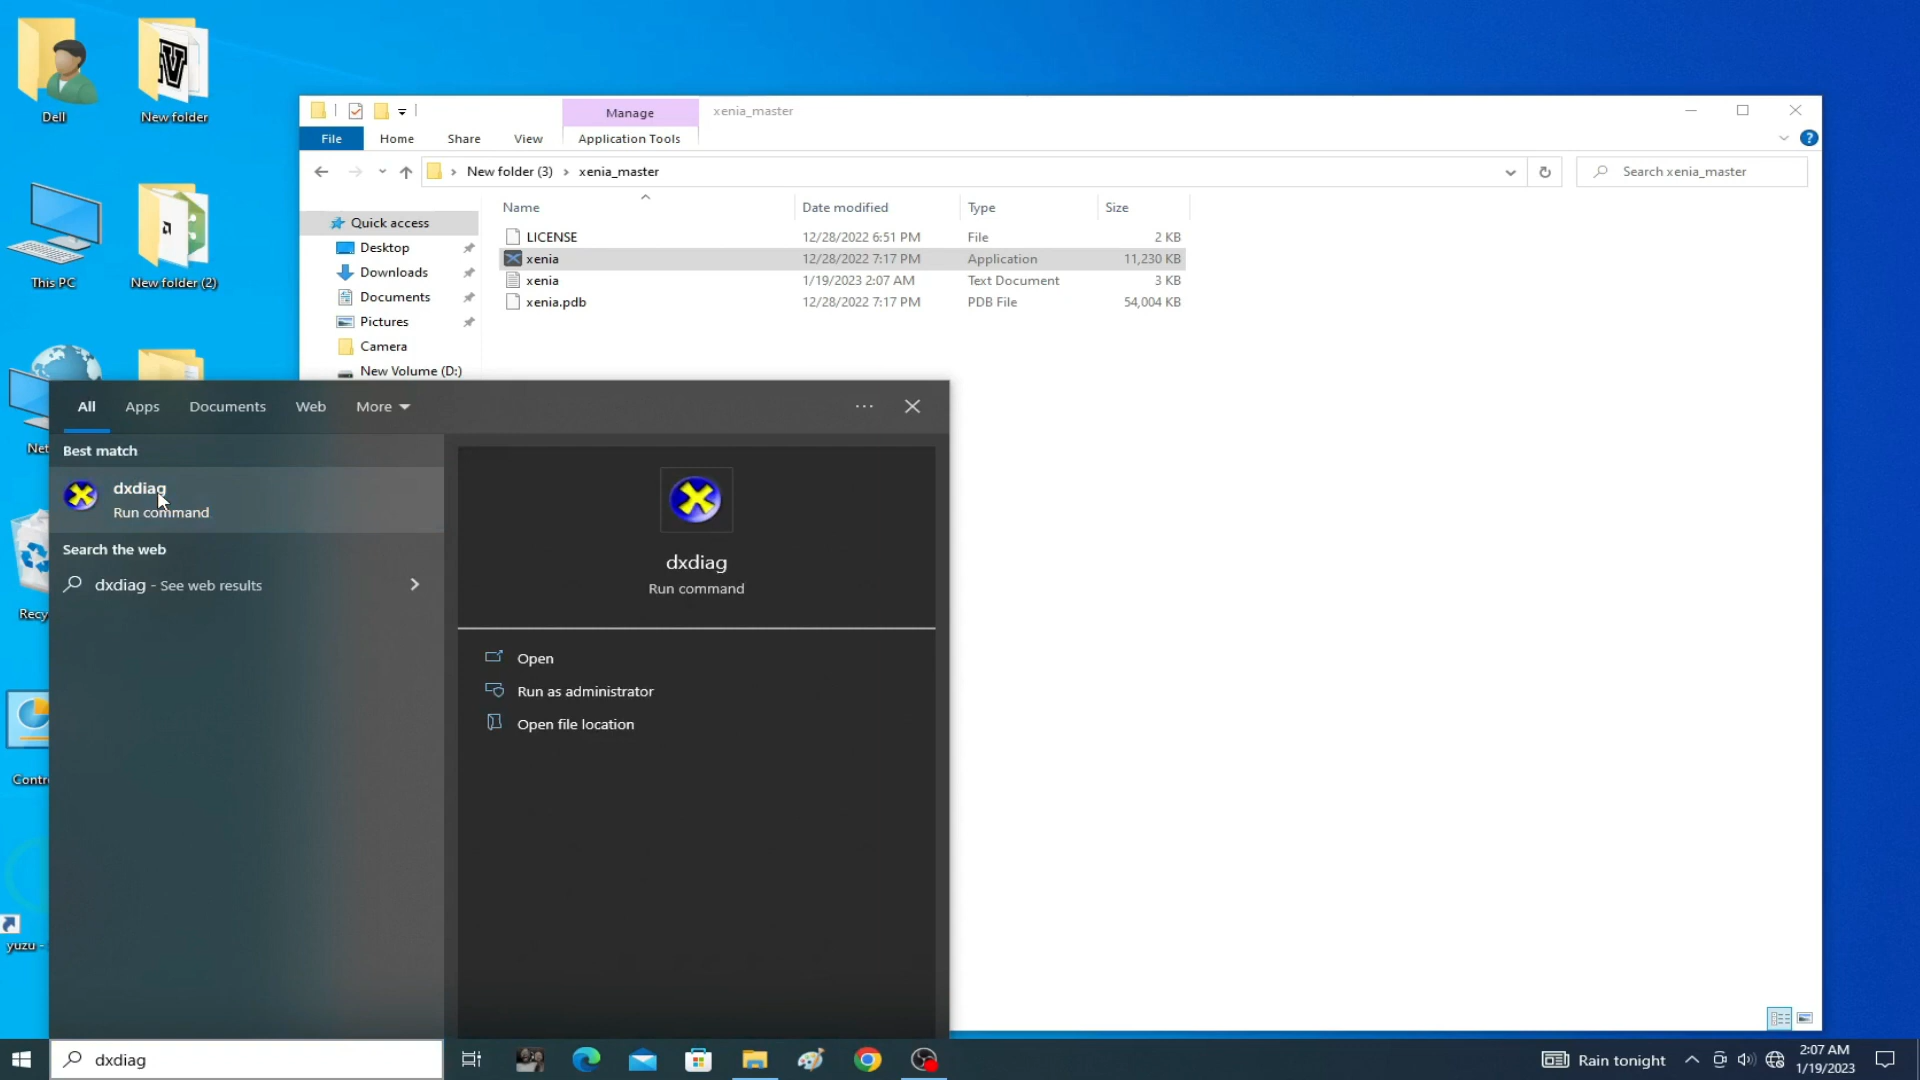 Dell
New folder
This PC
New folder (2)
Net
Recy
Contr
yuzu -
Manage
xenia_master
File
Home
Share
View
Application Tools
New folder (3)
xenia_master
Search xenia_master
Name
Date modified
Type
Size
Quick access
Desktop
Downloads
Documents
Pictures
Camera
New Volume (D:)
LICENSE 12/28/2022 6:51 PM File 2 KB
xenia 12/28/2022 7:17 PM Application 11,230 KB
xenia 1/19/2023 2:07 AM Text Document 3 KB
xenia.pdb 12/28/2022 7:17 PM PDB File 54,004 KB
All
Apps
Documents
Web
More
Best match
dxdiag
Run command
Search the web
dxdiag - See web results
dxdiag
Run command
Open
Run as administrator
Open file location
dxdiag
Rain tonight
2:07 AM
1/19/2023